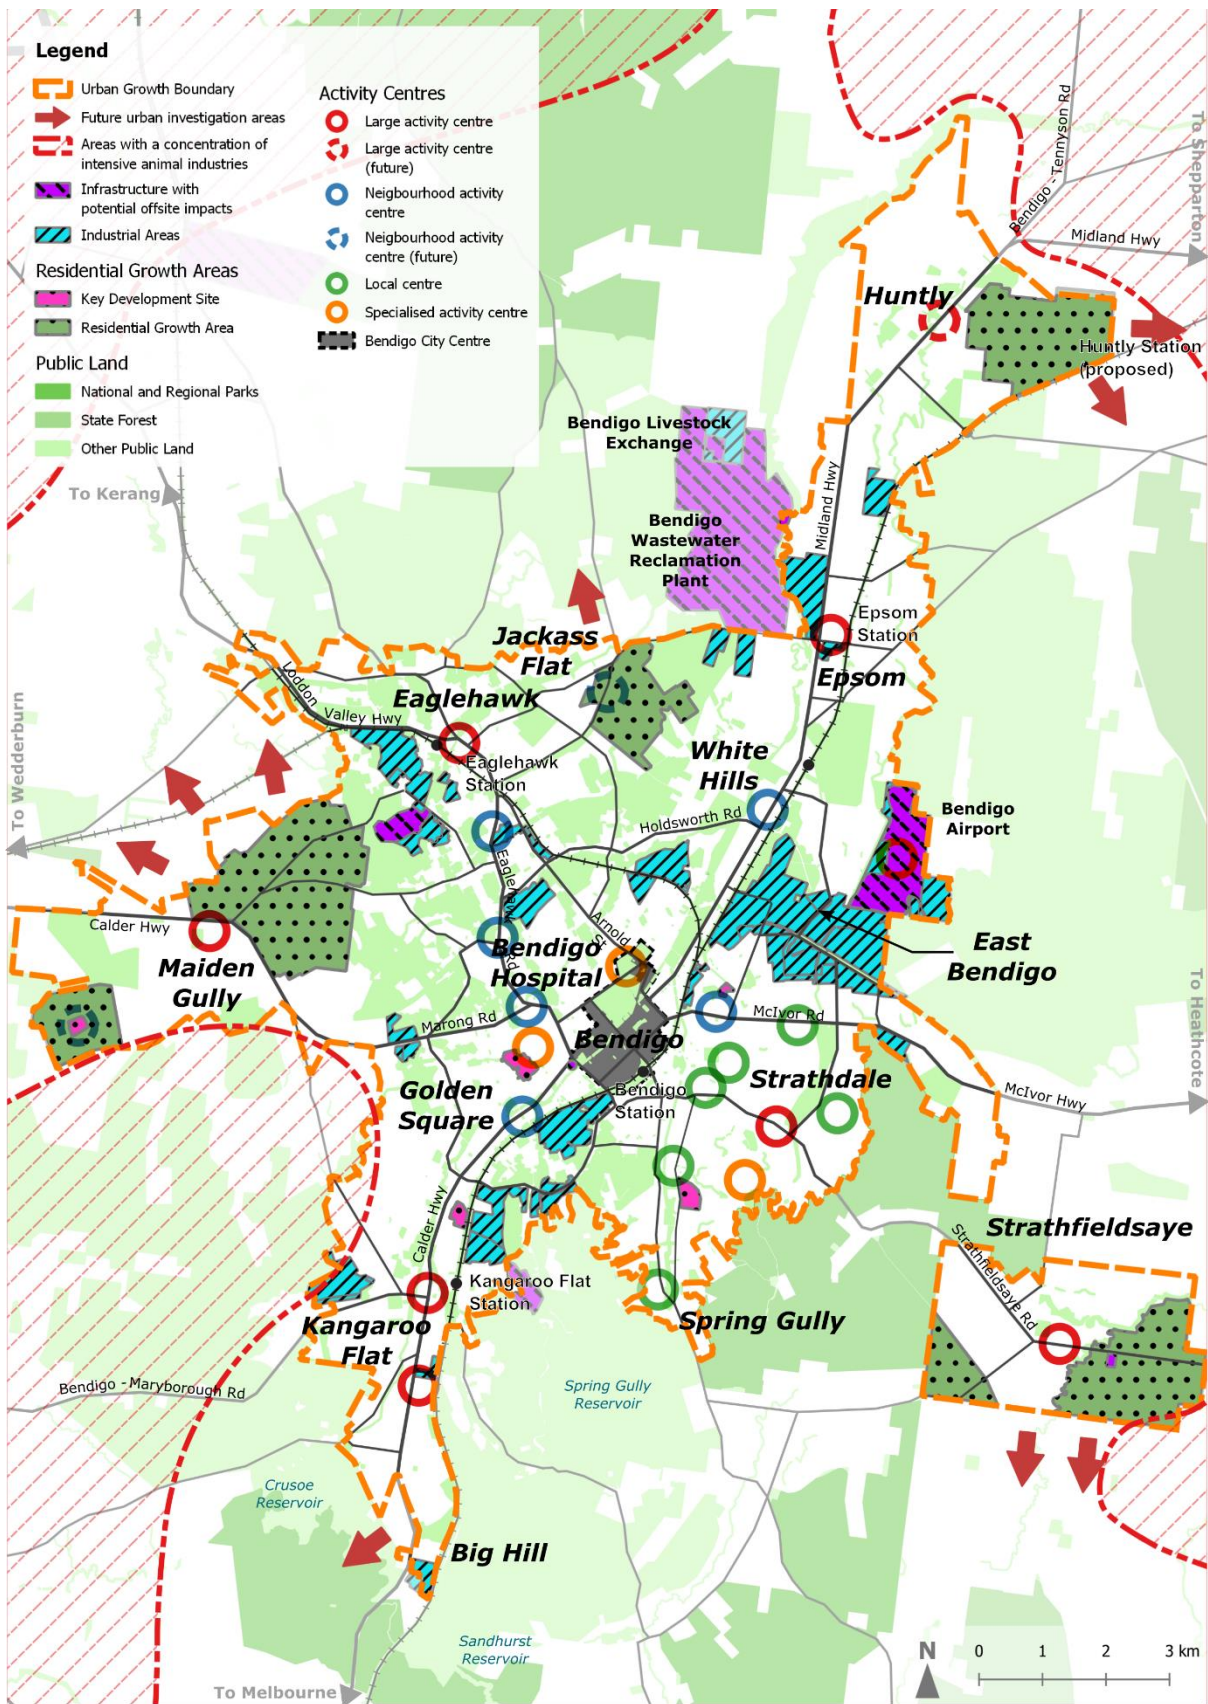 Legend
Urban Growth Boundary
Future urban investigation areas
Areas with a concentration of
intensive animal industries
Infrastructure with
potential offsite impacts
Industrial Areas
Residential Growth Areas
Key Development Site
Residential Growth Area
Public Land
National and Regional Parks
State Forest
Other Public Land
Activity Centres
Large activity centre
Large activity centre
(future)
Neigbourhood activity
centre
Neigbourhood activity
centre (future)
Local centre
Specialised activity centre
Bendigo City Centre
To Shepparton
Bendigo - Tennyson Rd
Midland Hwy
Huntly
Huntly Station
(proposed)
Bendigo Livestock
Exchange
To Kerang
Midland Hwy
Bendigo
Wastewater
Reclamation
Plant
Epsom
Station
Jackass
Flat
Epsom
Eaglehawk
Loddon
Valley Hwy
Eaglehawk
Station
White
Hills
To Wedderburn
Holdsworth Rd
Bendigo
Airport
Eaglehawk
Rd
Arnold
St
Calder Hwy
Bendigo
Hospital
East
Bendigo
Maiden
Gully
Marong Rd
McIvor Rd
To Heathcote
Bendigo
Strathdale
Bendigo
Station
Golden
Square
McIvor Hwy
Calder Hwy
Strathfieldsaye
Strathfieldsaye Rd
Kangaroo Flat
Station
Kangaroo
Flat
Spring Gully
Bendigo - Maryborough Rd
Spring Gully
Reservoir
Crusoe
Reservoir
Big Hill
Sandhurst
Reservoir
To Melbourne
N
0 1 2 3 km